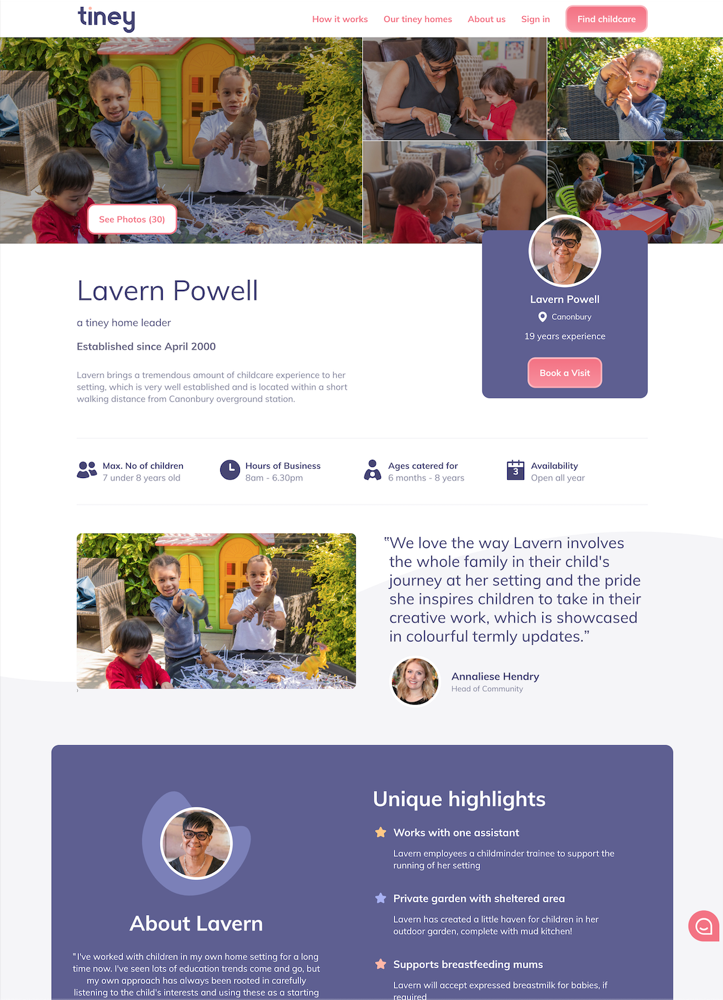 tiney
How it works
Our tiney homes
About us
Sign in
Find childcare
See Photos (30)
Lavern Powell
a tiney home leader
Established since April 2000
Lavern brings a tremendous amount of childcare experience to her
setting, which is very well established and is located within a short
walking distance from Canonbury overground station.
Lavern Powell
Canonbury
19 years experience
Book a Visit
Max. No of children
7 under 8 years old
Hours of Business
8am - 6.30pm
Ages catered for
6 months - 8 years
3
Availability
Open all year
"We love the way Lavern involves
the whole family in their child's
journey at her setting and the pride
she inspires children to take in their
creative work, which is showcased
in colourful termly updates.”
Annaliese Hendry
Head of Community
About Lavern
"I've worked with children in my own home setting for a long
time now. I've seen lots of education trends come and go, but
my own approach has always been rooted in carefully
listening to the child's interests and using these as a starting
Unique highlights
Works with one assistant
Lavern employees a childminder trainee to support the
running of her setting
Private garden with sheltered area
Lavern has created a little haven for children in her
outdoor garden, complete with mud kitchen!
Supports breastfeeding mums
Lavern will accept expressed breastmilk for babies, if
required